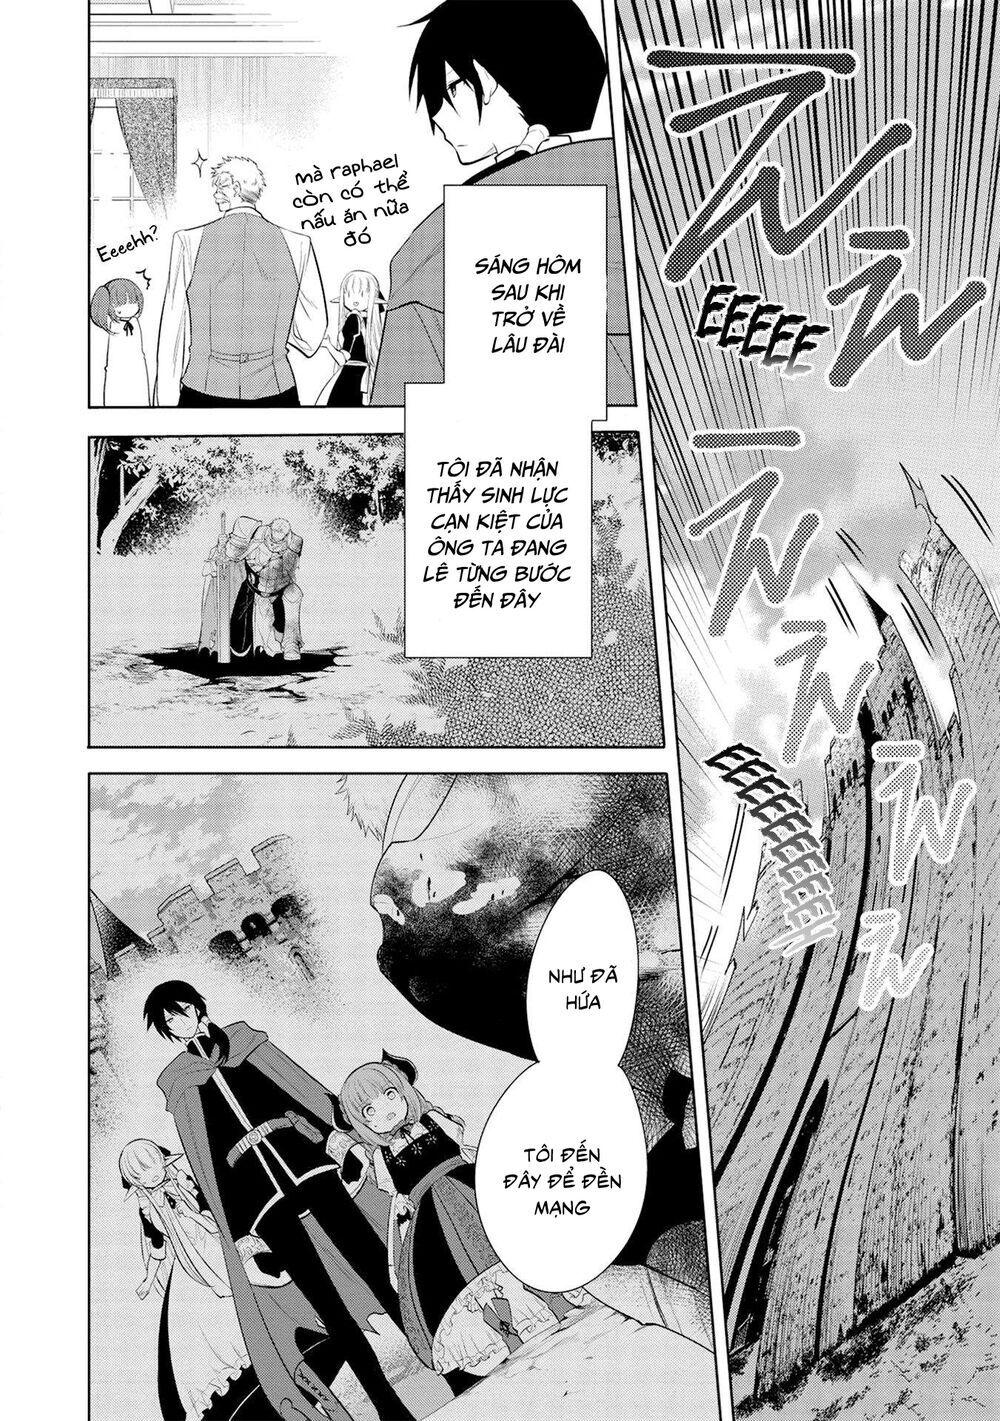 EEEEE
EEEEEEEEEH
mà raphael
còn có thể
nấu án nữa
đó
Eeeehh?
SÁNG HÔM
SAU KHI
TRỞ VỀ
LÂU ĐÀI
TÔI ĐÃ NHẬN
THẤY SINH LỰC
CẠN KIỆT CỦA
ÔNG TA ĐANG
LÊ TỪNG BƯỚC
ĐẾN ĐÂY
NHƯ ĐÃ
HỨA
TÔI ĐẾN
ĐÂY ĐỂ ĐỀN
MẠNG